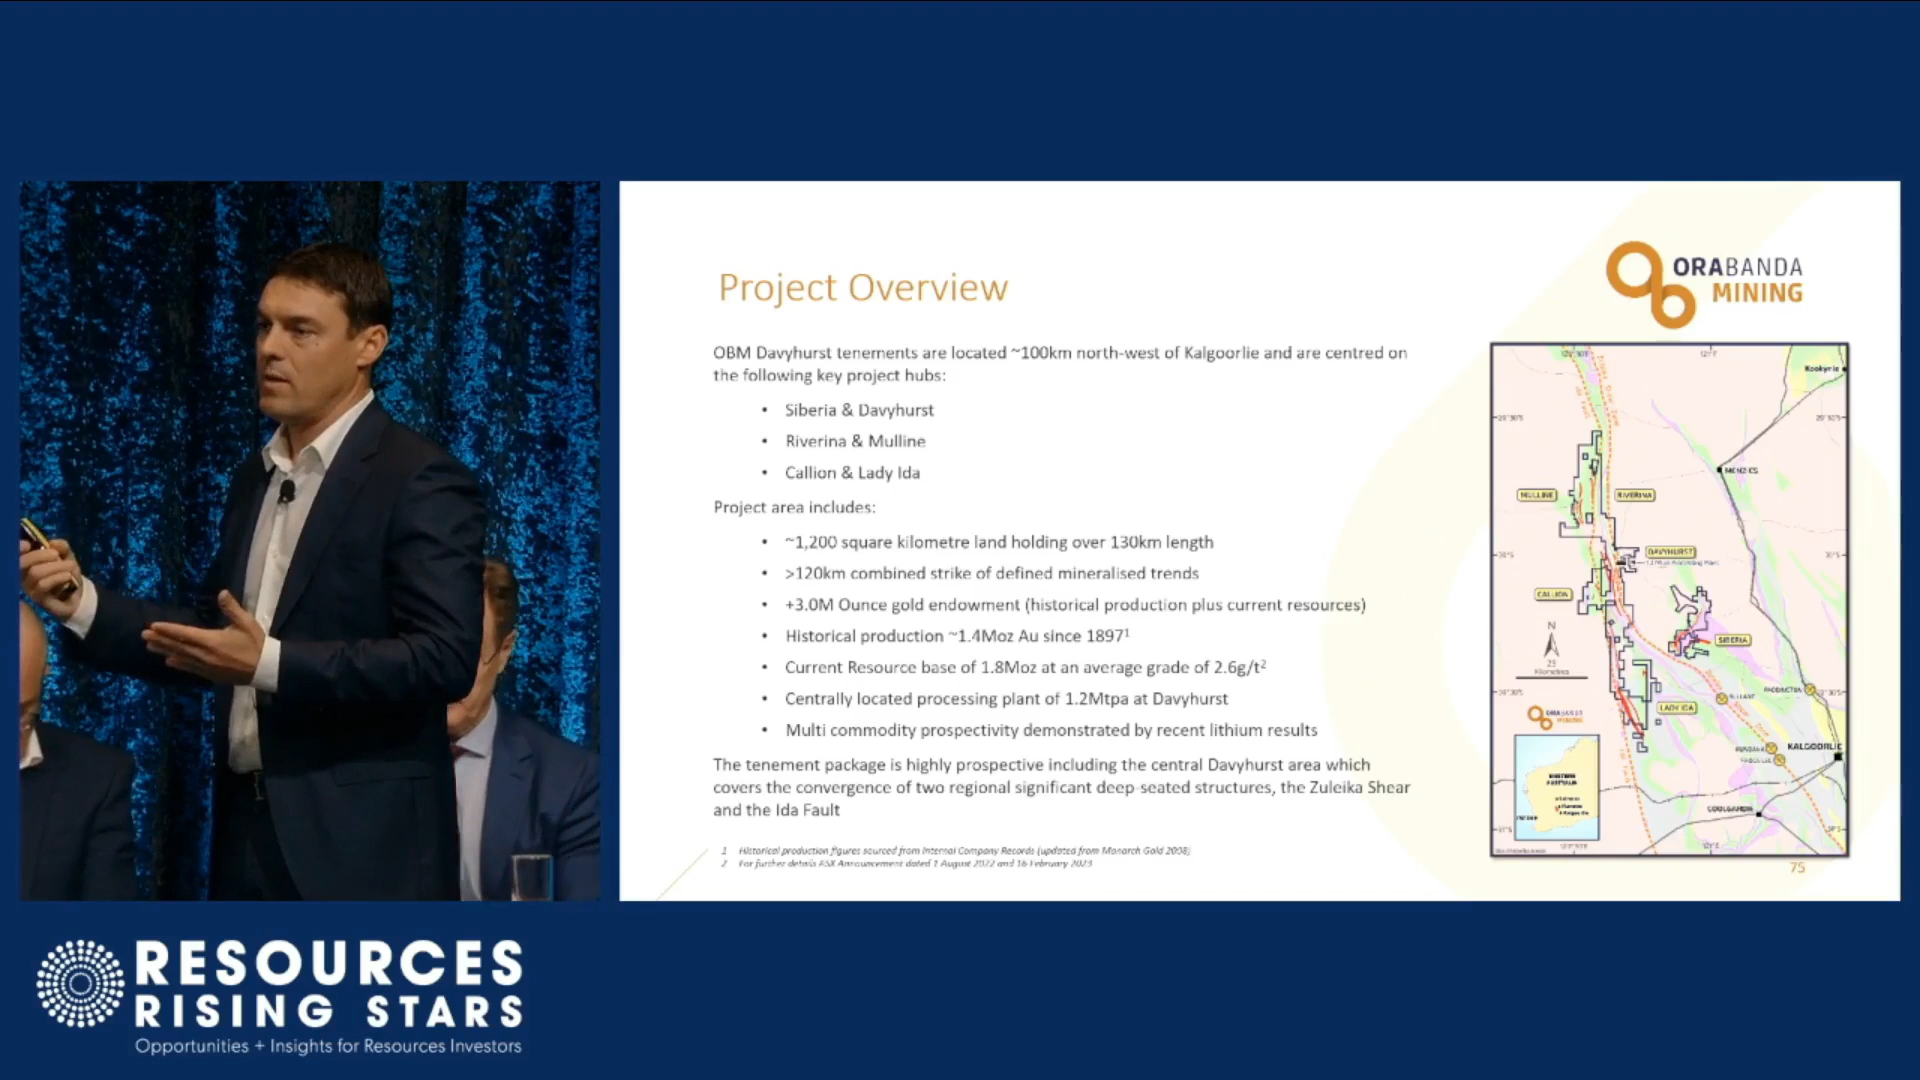 Project Overview
ORABANDA
MINING
OBM Davyhurst tenements are located ~100km north-west of Kalgoorlie and are centred on
the following key project hubs:
• Siberia & Davyhurst
• Riverina & Mulline
• Callion & Lady Ida
Project area includes:
• ~1,200 square kilometre land holding over 130km length
• >120km combined strike of defined mineralised trends
• +3.0M Ounce gold endowment (historical production plus current resources)
• Historical production ~1.4Moz Au since 1897¹
• Current Resource base of 1.8Moz at an average grade of 2.6g/t²
• Centrally located processing plant of 1.2Mtpa at Davyhurst
• Multi commodity prospectivity demonstrated by recent lithium results
The tenement package is highly prospective including the central Davyhurst area which
covers the convergence of two regional significant deep-seated structures, the Zuleika Shear
and the Ida Fault
1 Historical production figures sourced from Internal Company Records (updated from Monarch Gold 2008)
2 For further details ASX Announcement dated 1 August 2022 and 16 February 2023
Kookynie
MENZIES
MULLINE
RIVERINA
DAVYHURST
CALLION
SIBERIA
N
25
Kilometres
LADY IDA
KALGOORLIE
COOLGARDIE
WESTERN
AUSTRALIA
75
RESOURCES
RISING STARS
Opportunities + Insights for Resources Investors